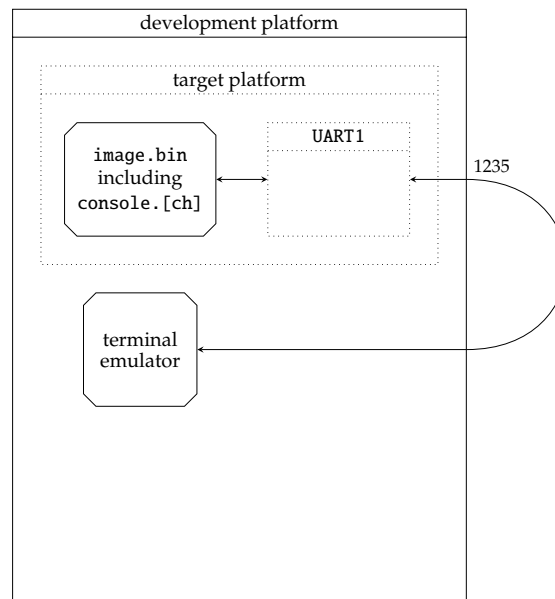 development platform
target platform
image.bin
including
console.[ch]
UART1
1235
terminal
emulator